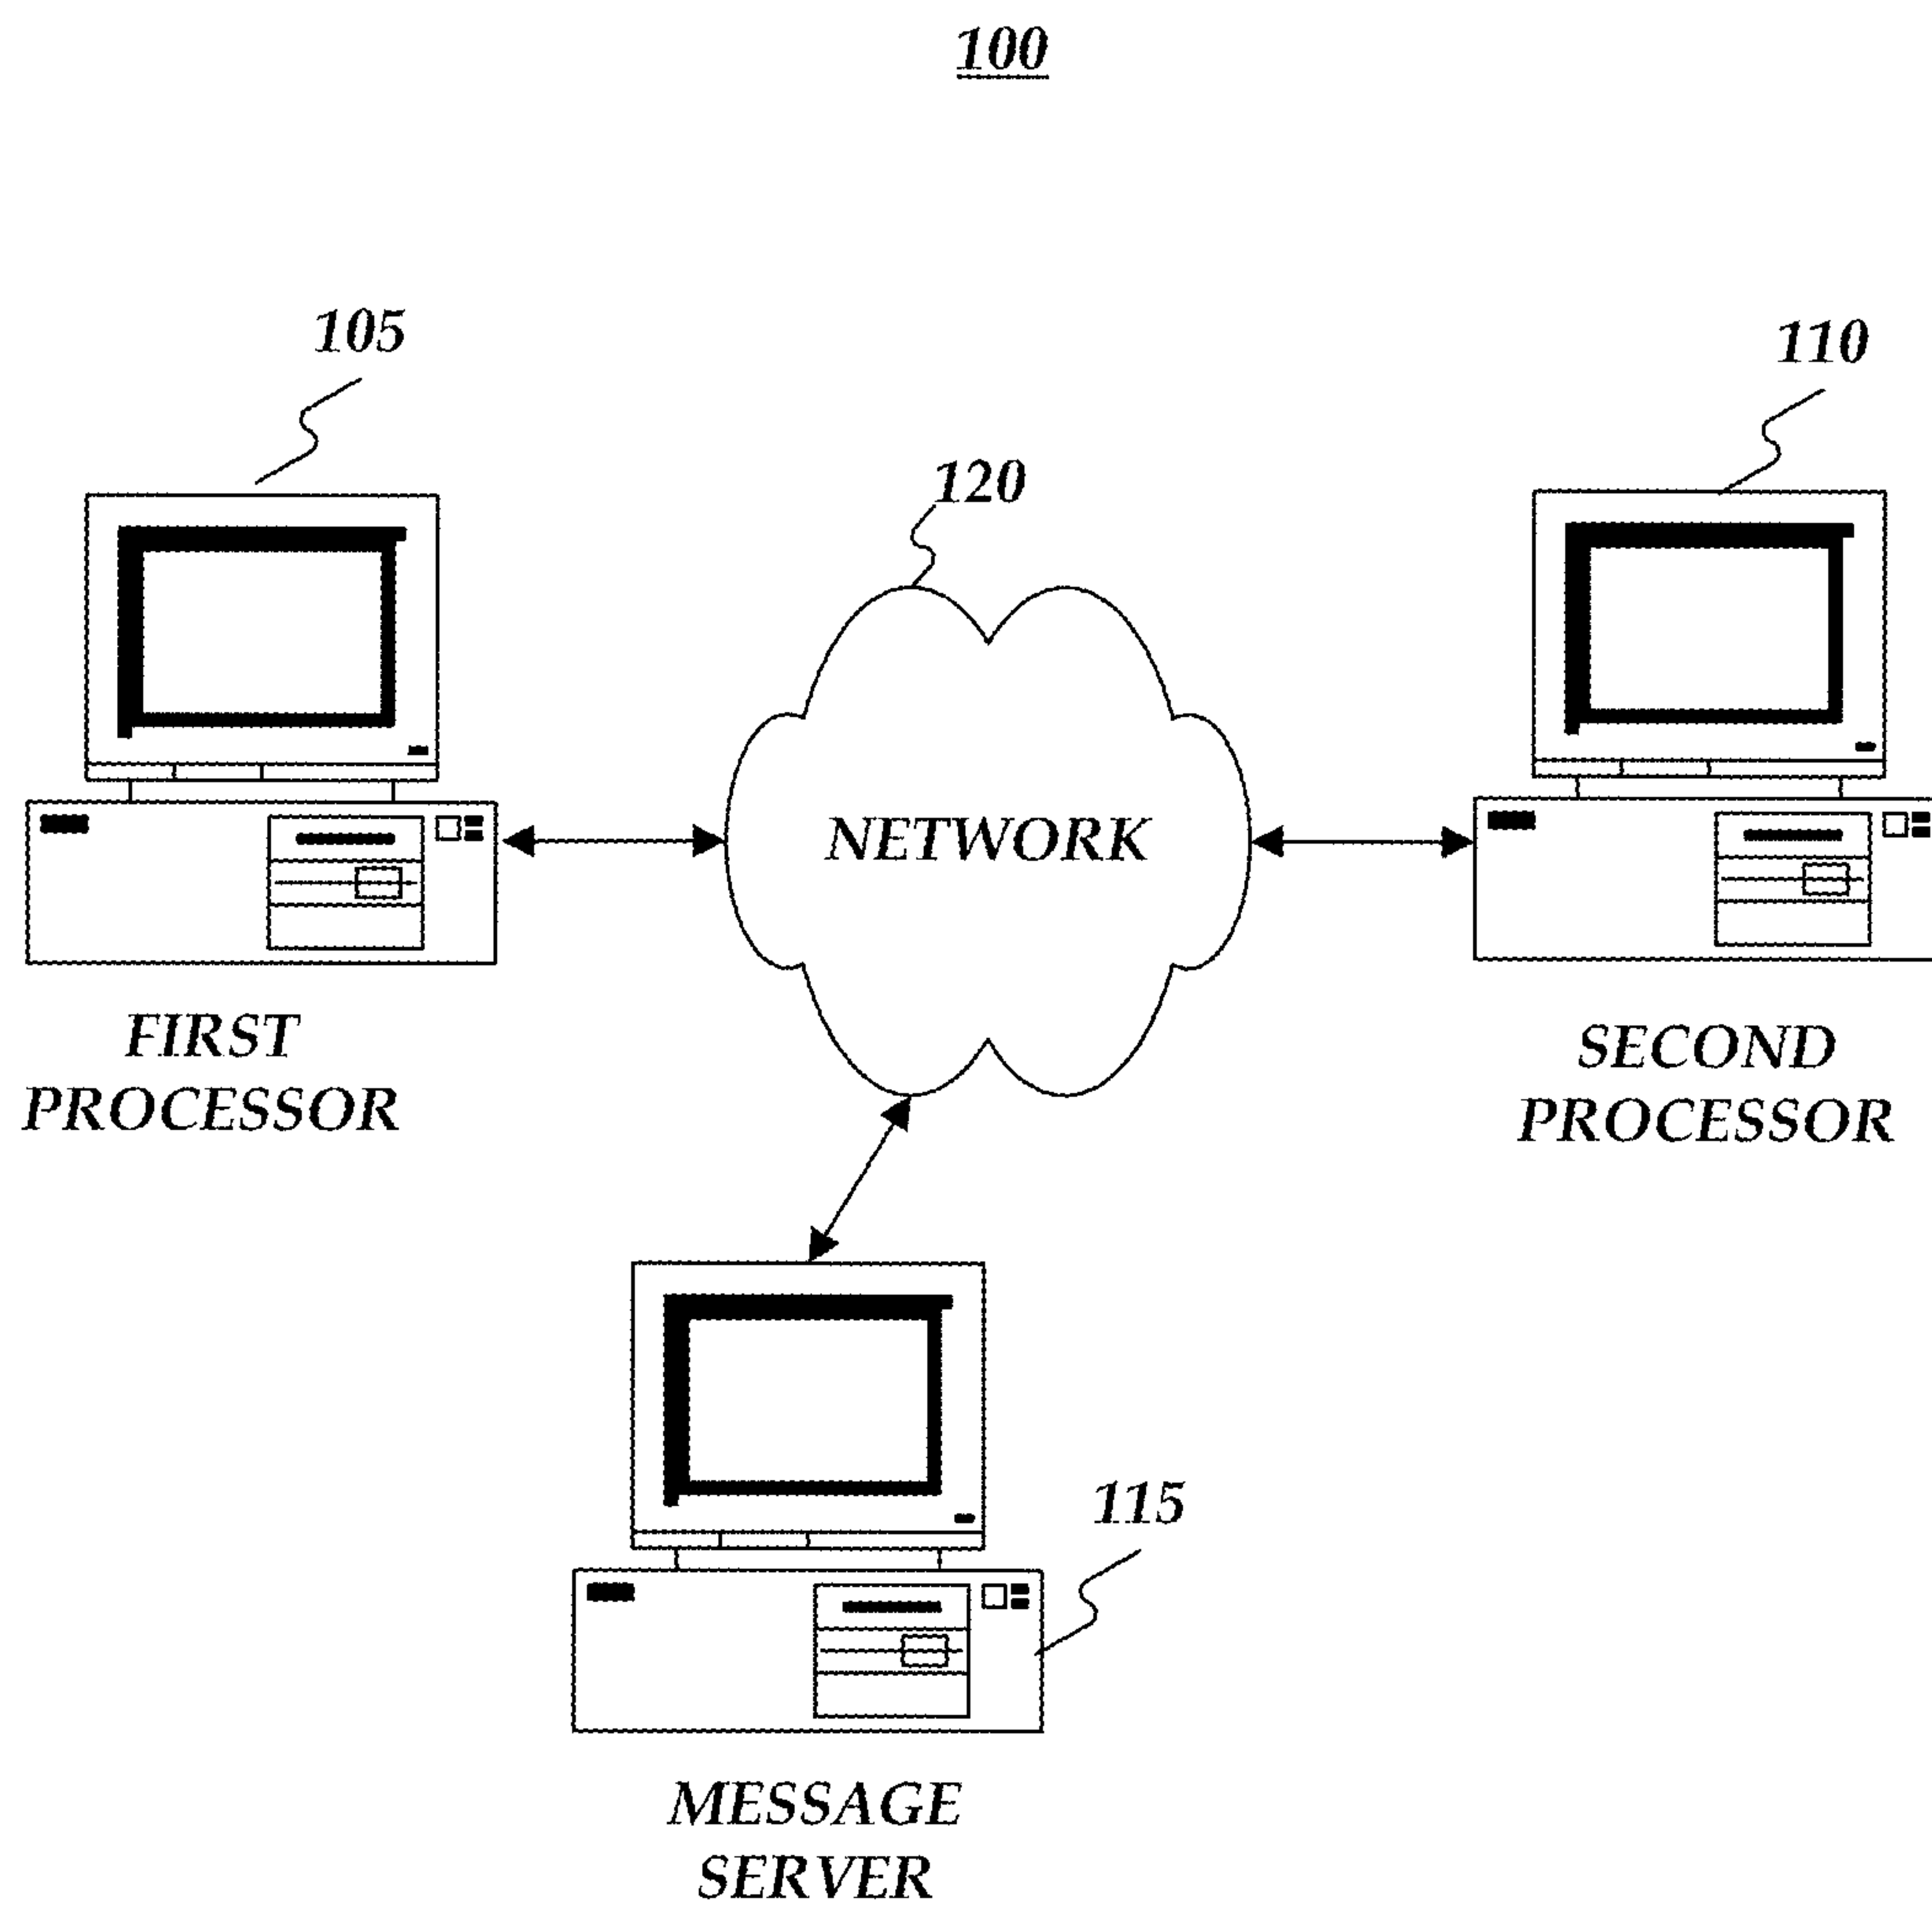 100
105
110
120
NETWORK
FIRST
PROCESSOR
SECOND
PROCESSOR
115
MESSAGE
SERVER